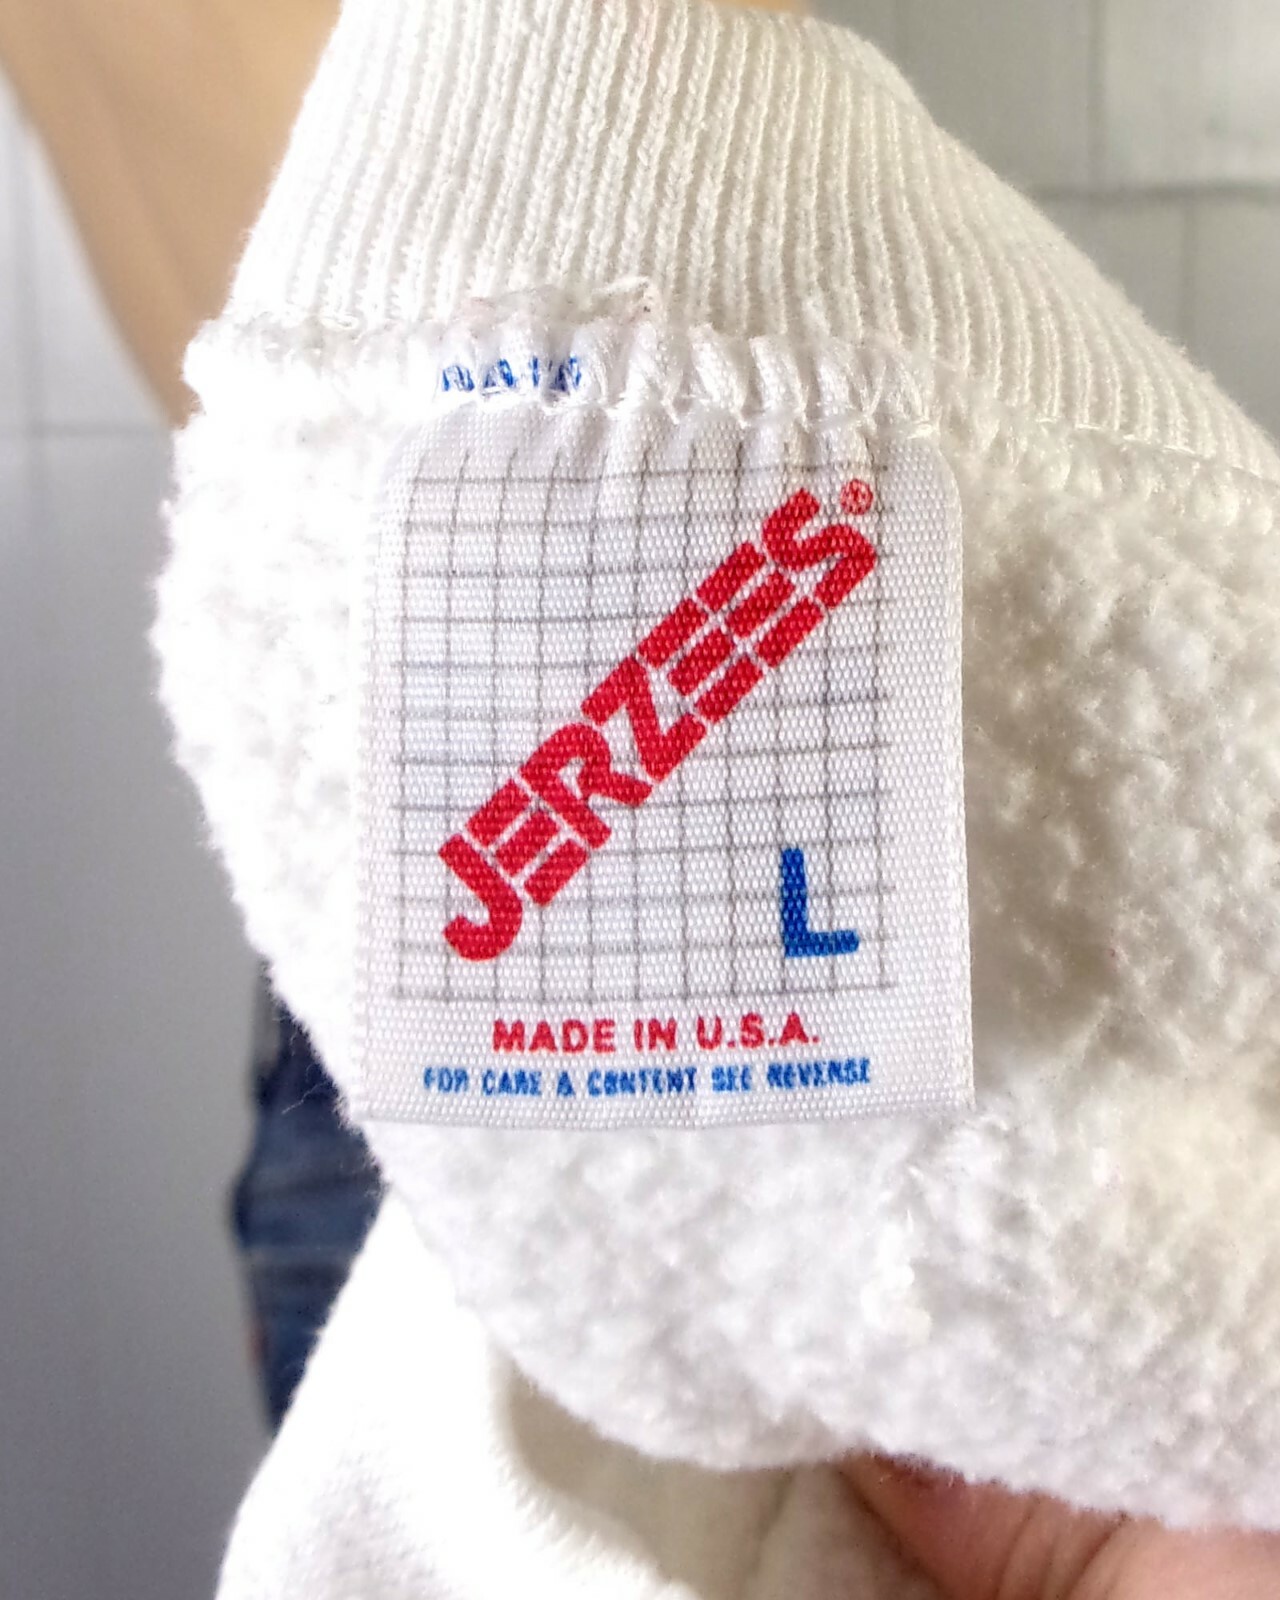 JERZEES®
L
MADE IN U.S.A.
FOR CARE & CONTENT SEE REVERSE